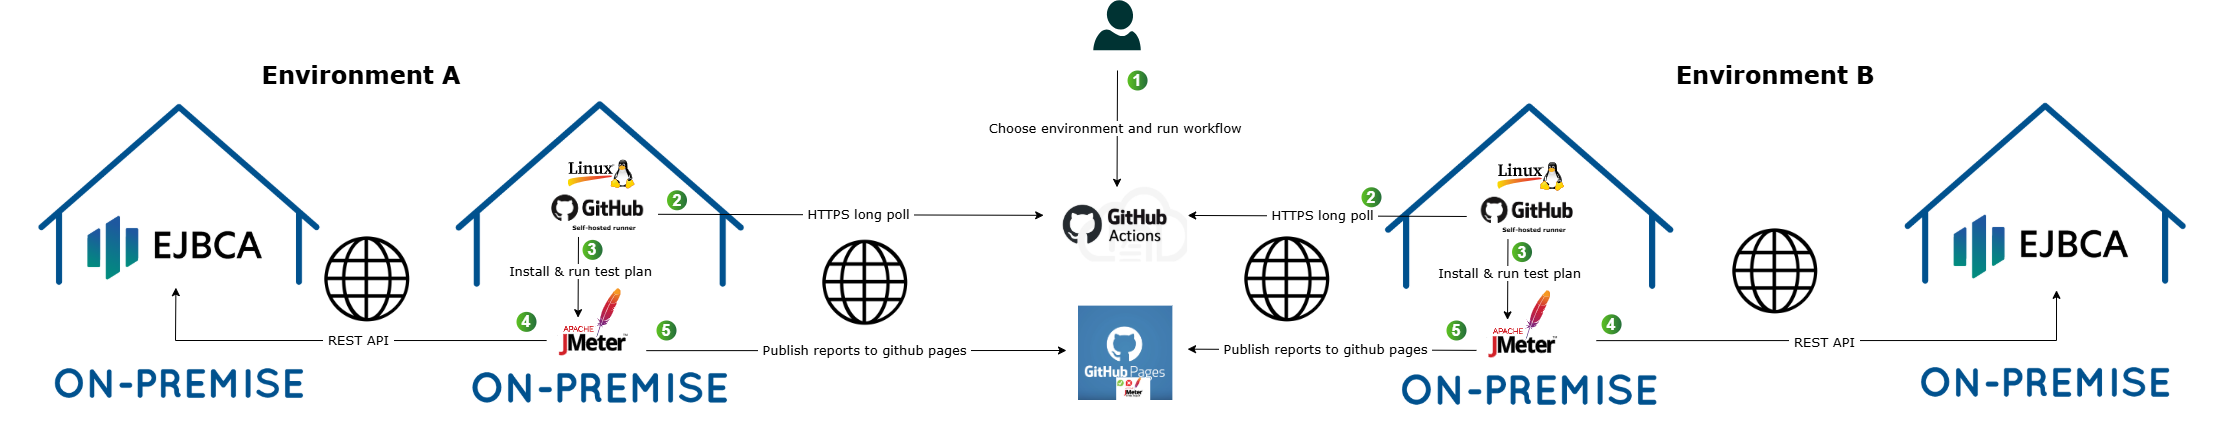 1
Environment A
Environment B
Choose environment and run workflow
Linux
GitHub
Self-hosted runner
2
HTTPS long poll
GitHub
Actions
2
HTTPS long poll
Linux
GitHub
Self-hosted runner
EJBCA
3
Install & run test plan
3
Install & run test plan
EJBCA
4
REST API
APACHE
JMeter
TM
5
Publish reports to github pages
GitHub Pages
JMeter
5
Publish reports to github pages
APACHE
JMeter
TM
4
REST API
ON-PREMISE
ON-PREMISE
ON-PREMISE
ON-PREMISE